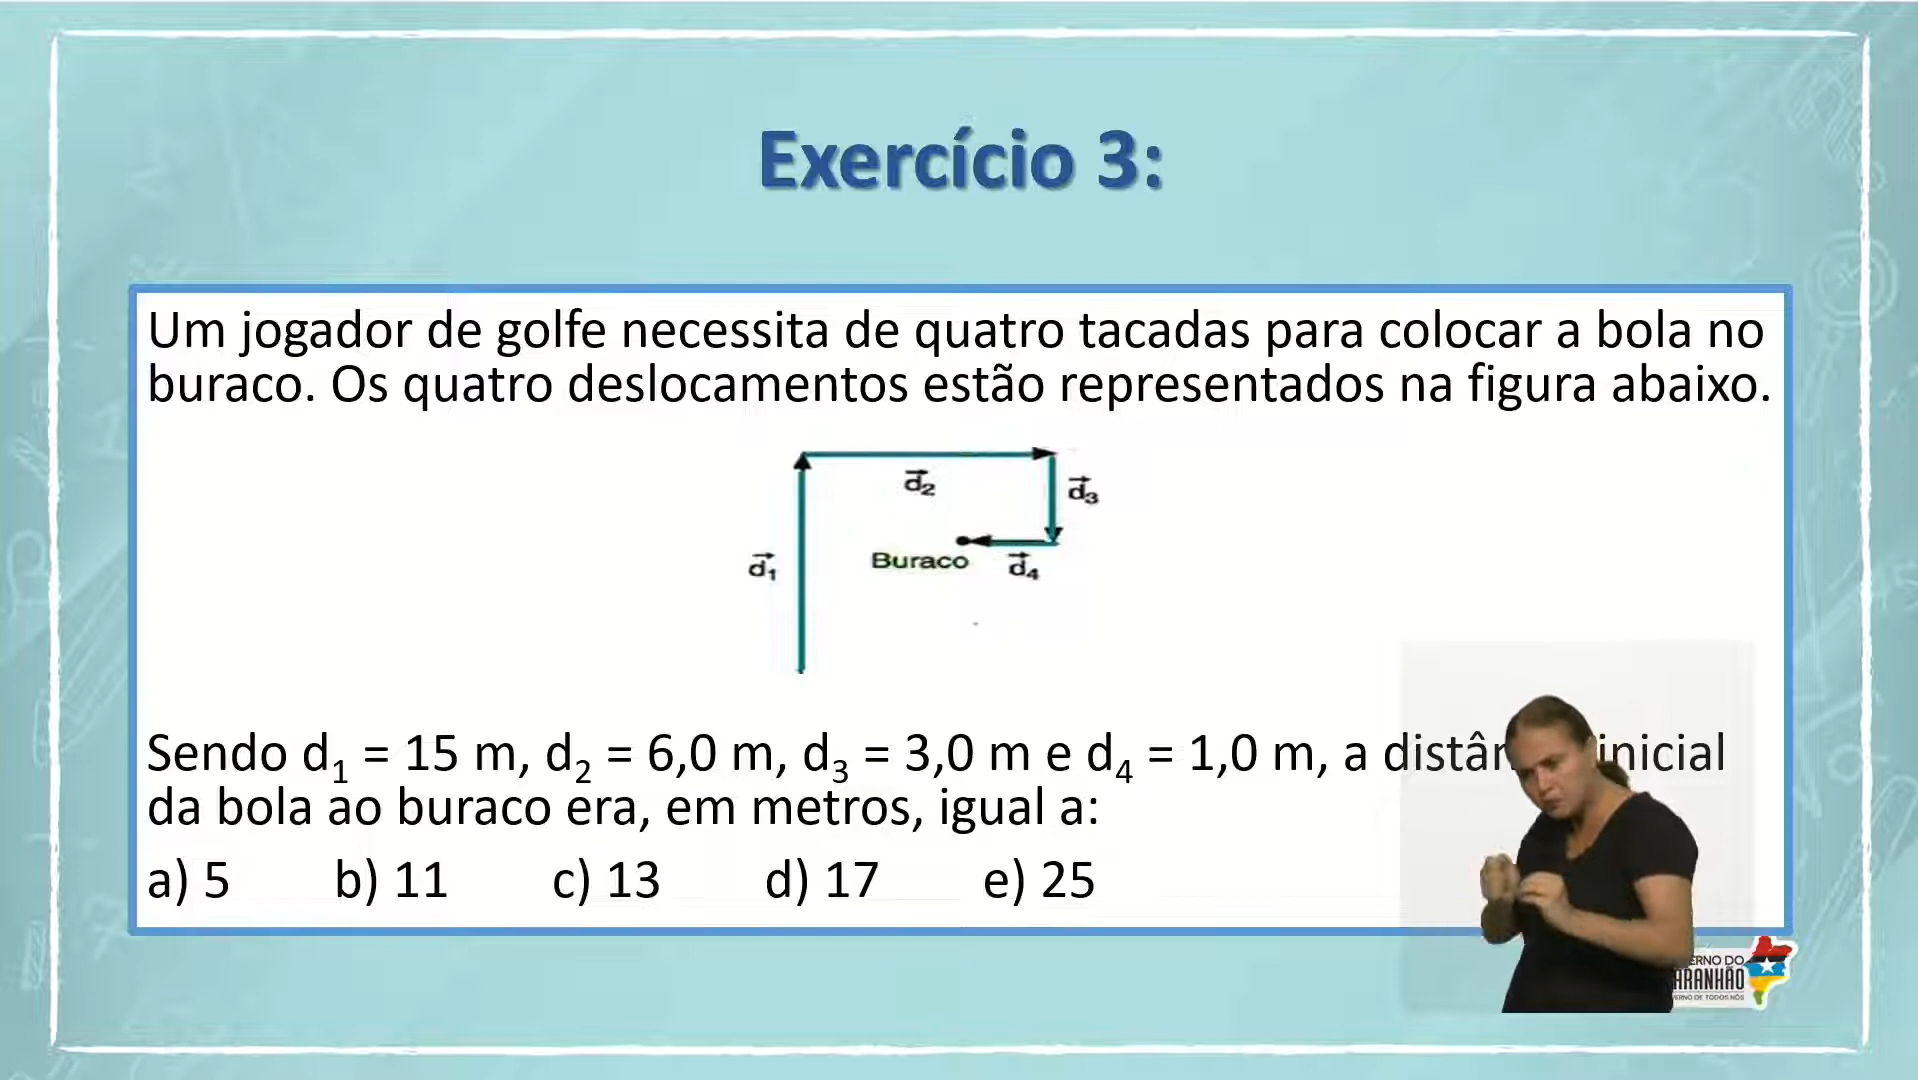 Exercício 3:
Um jogador de golfe necessita de quatro tacadas para colocar a bola no
buraco. Os quatro deslocamentos estão representados na figura abaixo.
d₂
d₃
Buraco
d₄
d₁
Sendo d₁ = 15 m, d₂ = 6,0 m, d₃ = 3,0 m e d₄ = 1,0 m, a inicial
da bola ao buraco era, em metros, igual a:
a) 5 b) 11 c) 13 d) 17 e) 25
DO